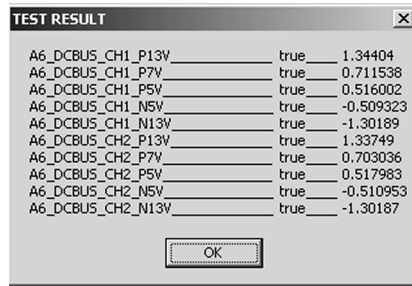 TEST RESULT
A6_DCBUS_CH1_P13V____________ true____ 1.34404
A6_DCBUS_CH1_P7V_____________ true____ 0.711538
A6_DCBUS_CH1_P5V_____________ true____ 0.516002
A6_DCBUS_CH1_N5V_____________ true____ -0.509323
A6_DCBUS_CH1_N13V____________ true____ -1.30189
A6_DCBUS_CH2_P13V____________ true____ 1.33749
A6_DCBUS_CH2_P7V_____________ true____ 0.703036
A6_DCBUS_CH2_P5V_____________ true____ 0.517983
A6_DCBUS_CH2_N5V_____________ true____ -0.510953
A6_DCBUS_CH2_N13V____________ true____ -1.30187
OK